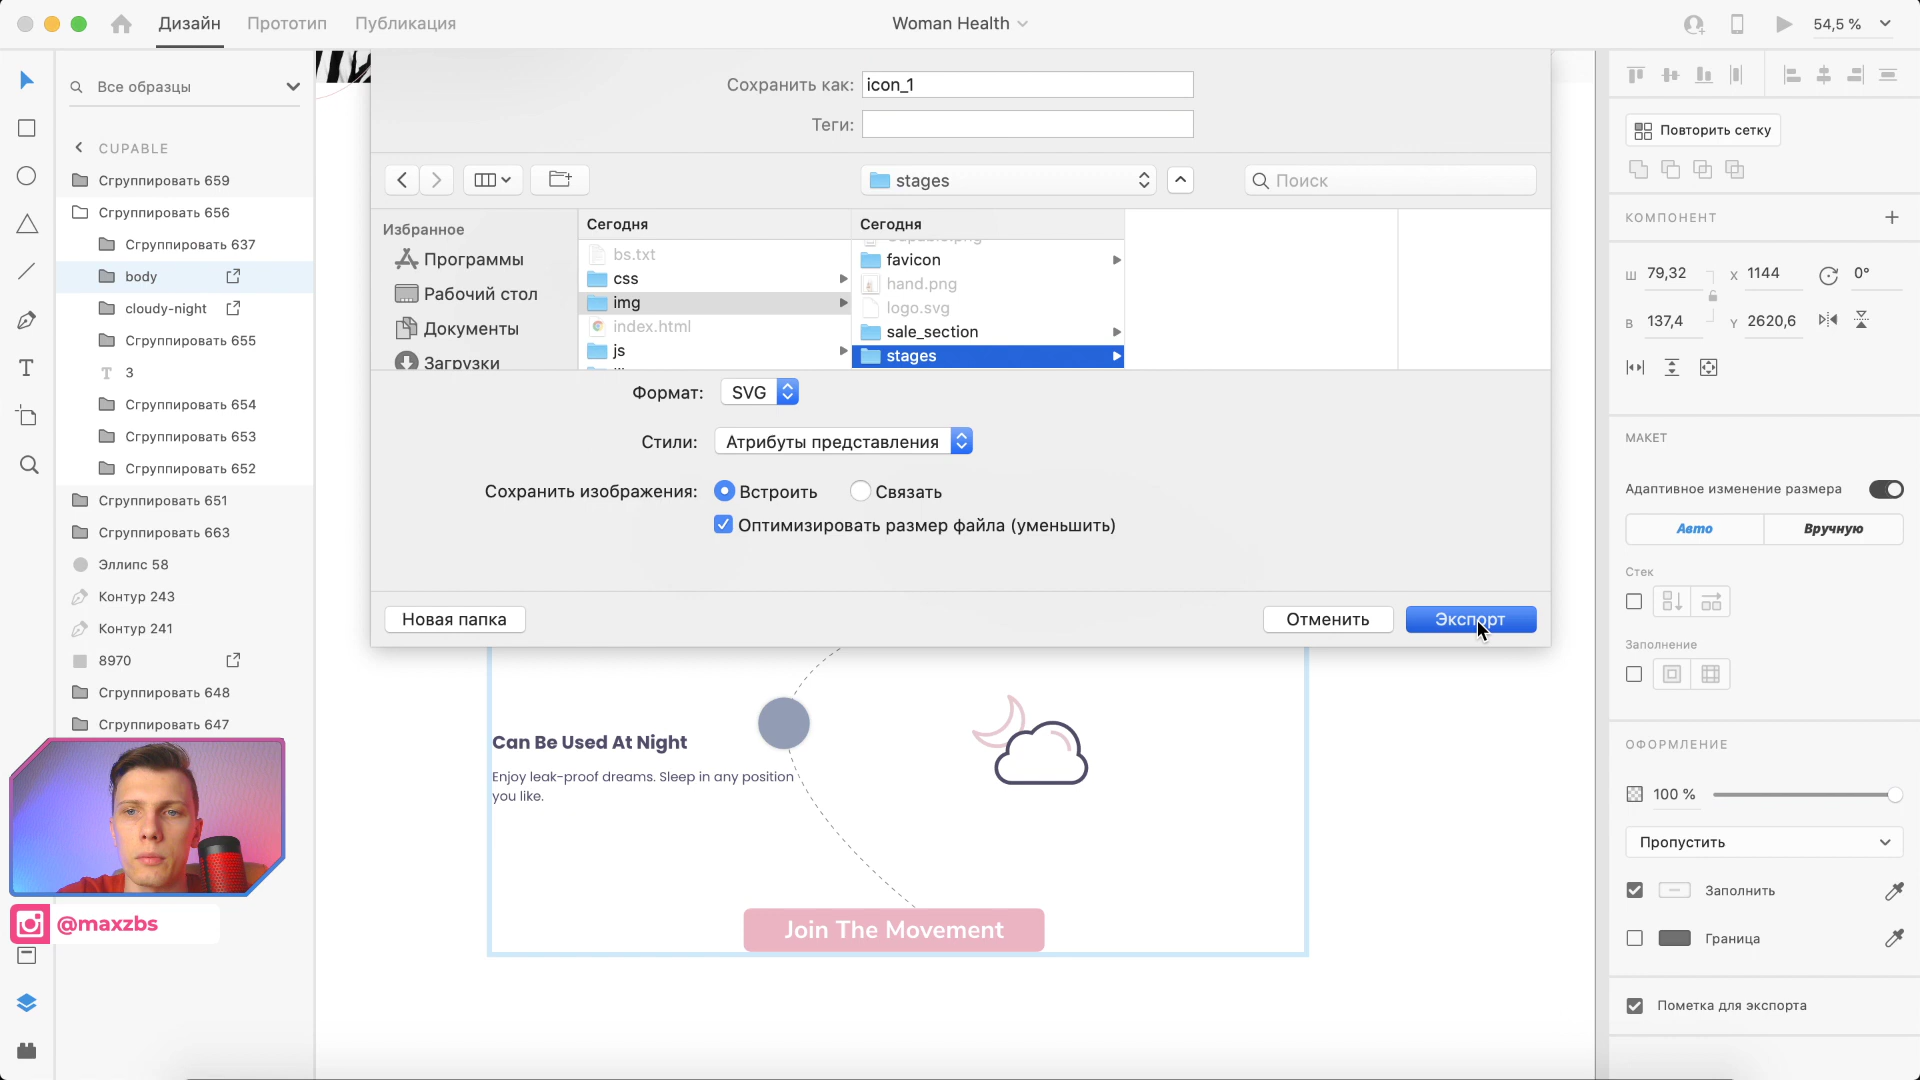 Дизайн
Прототип
Публикация
Woman Health
54,5 %
Все образцы
CUPABLE
Сгруппировать 659
Сгруппировать 656
Сгруппировать 637
body
cloudy-night
Сгруппировать 655
T 3
Сгруппировать 654
Сгруппировать 653
Сгруппировать 652
Сгруппировать 651
Сгруппировать 663
Эллипс 58
Контур 243
Контур 241
8970
Сгруппировать 648
Сгруппировать 647
@maxzbs
Сохранить как: icon_1
Теги:
stages
Поиск
Избранное
Программы
Рабочий стол
Документы
Загрузки
Сегодня
bs.txt
css
img
index.html
js
Сегодня
favicon
hand.png
logo.svg
sale_section
stages
Формат: SVG
Стили: Атрибуты представления
Сохранить изображения: Встроить Связать
Оптимизировать размер файла (уменьшить)
Новая папка
Отменить
Экспорт
Can Be Used At Night
Enjoy leak-proof dreams. Sleep in any position
you like.
Join The Movement
Повторить сетку
КОМПОНЕНТ
Ш 79,32 X 1144 0°
В 137,4 Y 2620,6
МАКЕТ
Адаптивное изменение размера
Авто Вручную
Стек
Заполнение
ОФОРМЛЕНИЕ
100 %
Пропустить
Заполнить
Граница
Пометка для экспорта